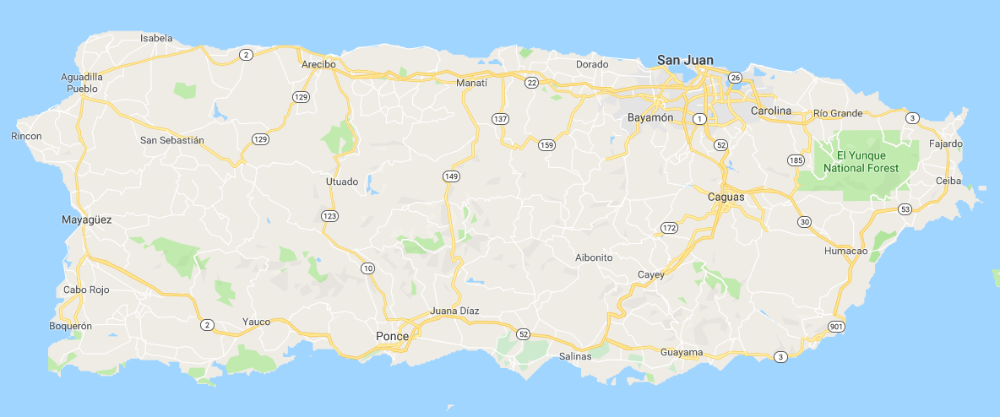 Isabela
2
Arecibo
Dorado
San Juan
Aguadilla
Pueblo
Manatí
22
26
129
137
1
Bayamón
Carolina
Río Grande
3
Rincon
San Sebastián
129
159
52
Fajardo
185
El Yunque
National Forest
Utuado
149
Ceiba
Caguas
53
Mayagüez
123
172
30
Humacao
Aibonito
10
Cayey
Cabo Rojo
Juana Díaz
Boquerón
2
Yauco
Ponce
52
901
Salinas
Guayama
3